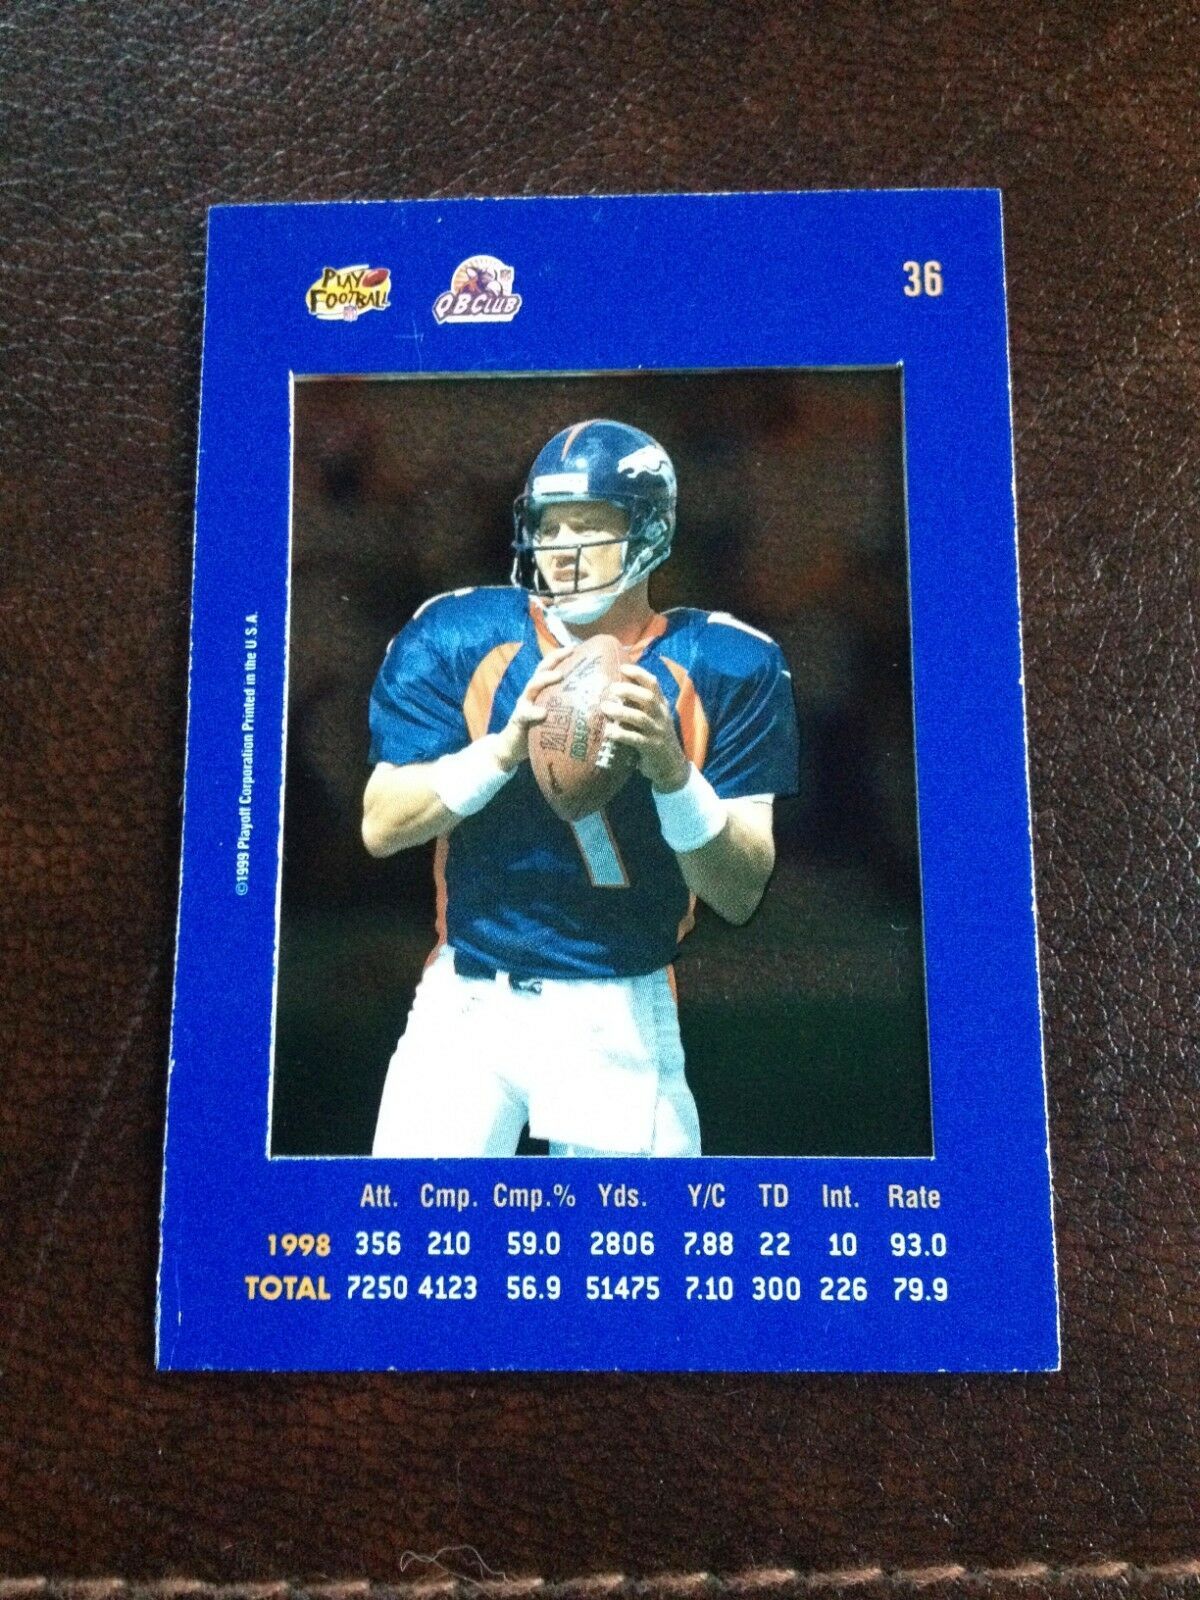 PLAY
FOOTBALL
NFL
QB CLUB
36
©1999 Playoff Corporation Printed in the U.S.A.
NFL
Att. Cmp. Cmp.% Yds. Y/C TD Int. Rate
1998 356 210 59.0 2806 7.88 22 10 93.0
TOTAL 7250 4123 56.9 51475 7.10 300 226 79.9